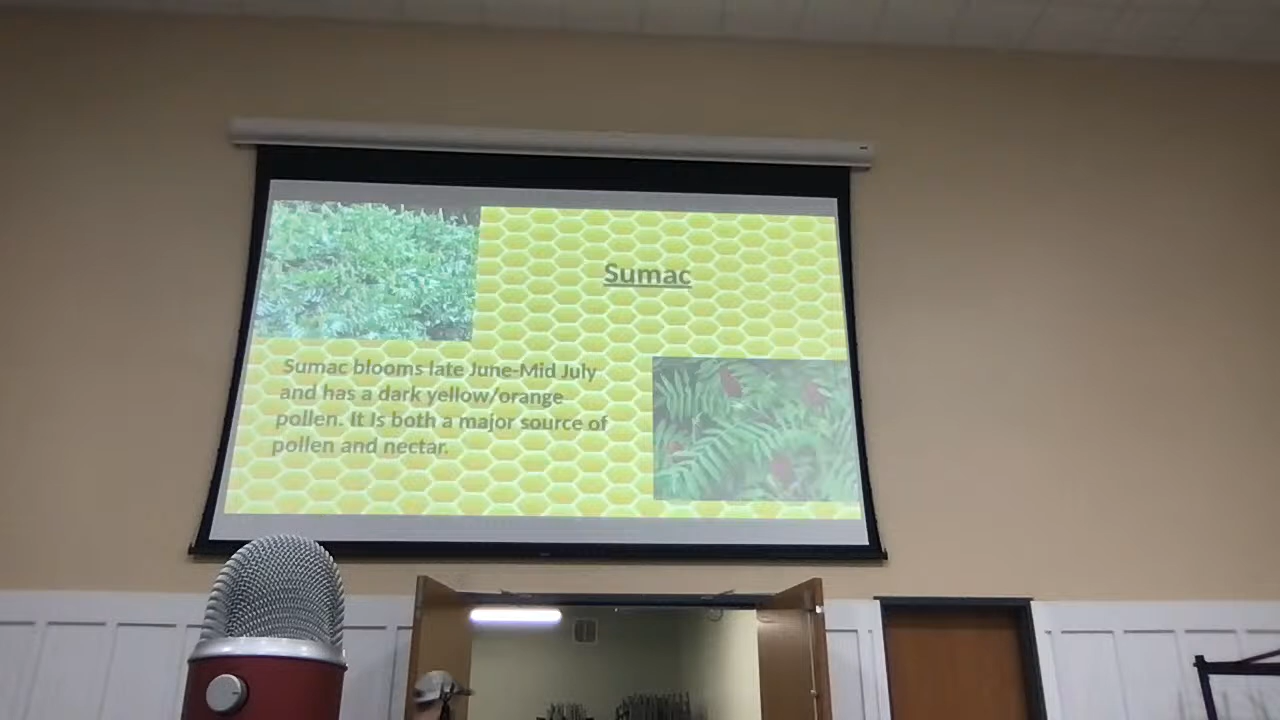 Sumac
Sumac blooms late June-Mid July
and has a dark yellow/orange
pollen. It Is both a major source of
pollen and nectar.